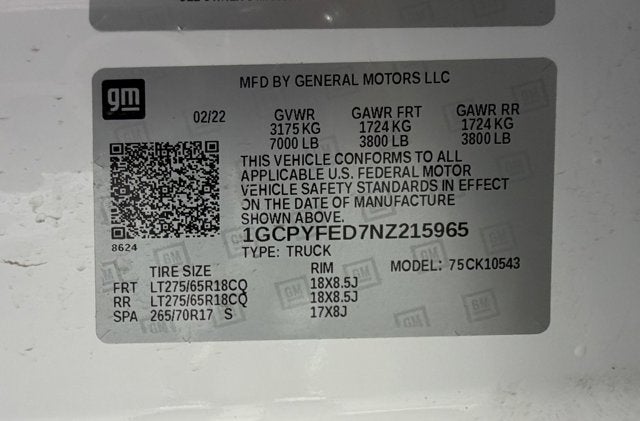 gm
MFD BY GENERAL MOTORS LLC
02/22 GVWR GAWR FRT GAWR RR
3175 KG 1724 KG 1724 KG
7000 LB 3800 LB 3800 LB
THIS VEHICLE CONFORMS TO ALL
APPLICABLE U.S. FEDERAL MOTOR
VEHICLE SAFETY STANDARDS IN EFFECT
ON THE DATE OF MANUFACTURE
SHOWN ABOVE.
8624 1GCPYFED7NZ215965
TYPE: TRUCK
TIRE SIZE RIM MODEL: 75CK10543
FRT LT275/65R18CQ 18X8.5J
RR LT275/65R18CQ 18X8.5J
SPA 265/70R17 S 17X8J